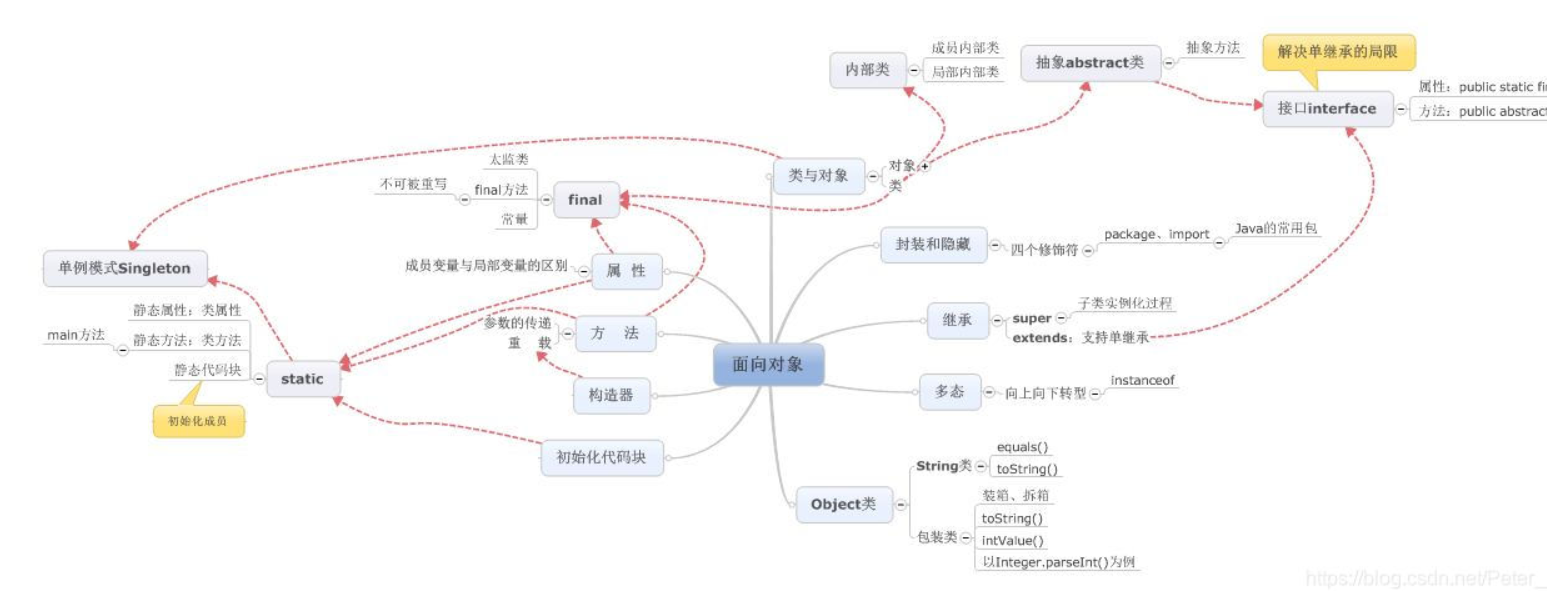 内部类
成员内部类
局部内部类
抽象abstract类
抽象方法
解决单继承的局限
接口interface
属性：public static
方法：public abstract
类与对象
对象
类
太监类
不可被重写
final方法
常量
final
单例模式Singleton
封装和隐藏
四个修饰符
package、import
Java的常用包
成员变量与局部变量的区别
属 性
静态属性：类属性
main方法
静态方法：类方法
静态代码块
static
初始化成员
参数的传递
重 载
方 法
继承
super
子类实例化过程
extends：支持单继承
面向对象
构造器
多态
向上向下转型
instanceof
初始化代码块
Object类
String类
equals()
toString()
包装类
装箱、拆箱
toString()
intValue()
以Integer.parseInt()为例
https://blog.csdn.net/Peter_